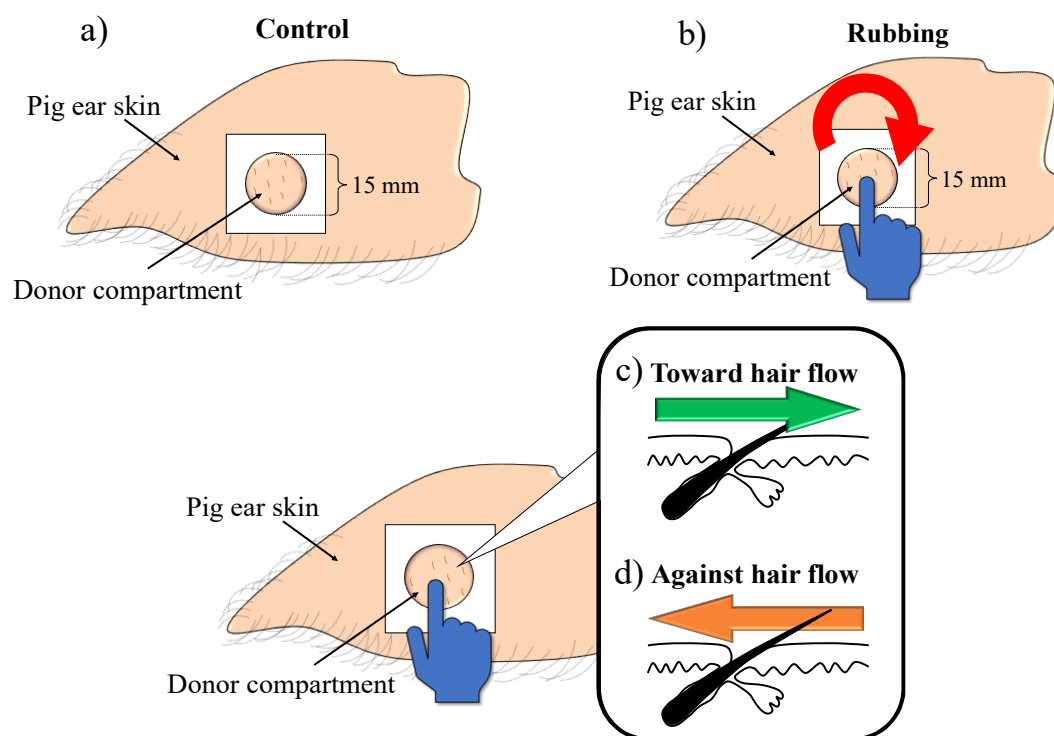 a)
Control
Pig ear skin
15 mm
Donor compartment
b)
Rubbing
Pig ear skin
15 mm
Donor compartment
Pig ear skin
Donor compartment
c) Toward hair flow
d) Against hair flow